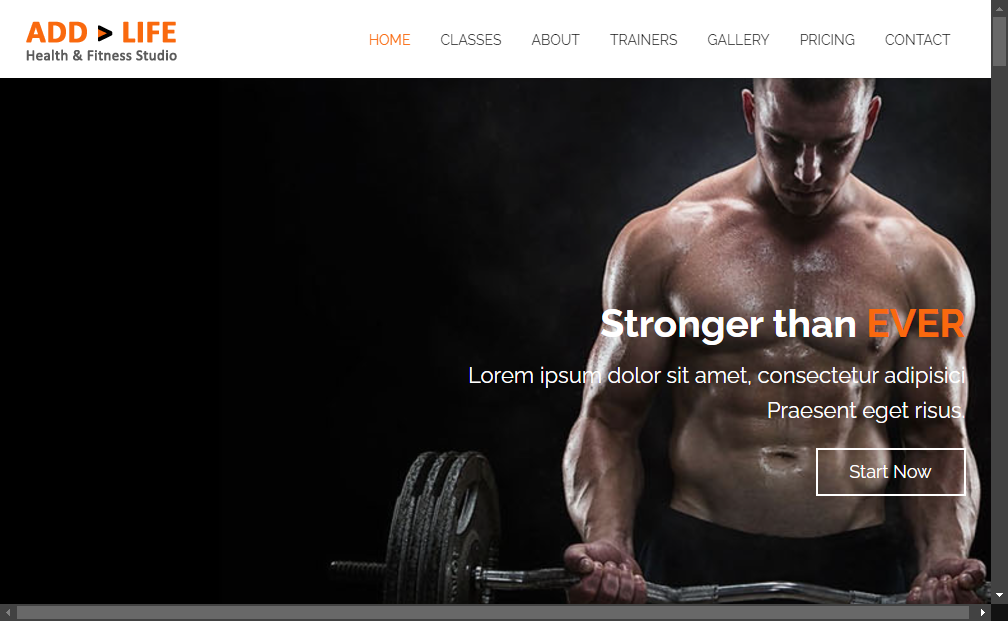 ADD > LIFE
Health & Fitness Studio
HOME CLASSES ABOUT TRAINERS GALLERY PRICING CONTACT
Stronger than EVER
Lorem ipsum dolor sit amet, consectetur adipisici
Praesent eget risus.
Start Now